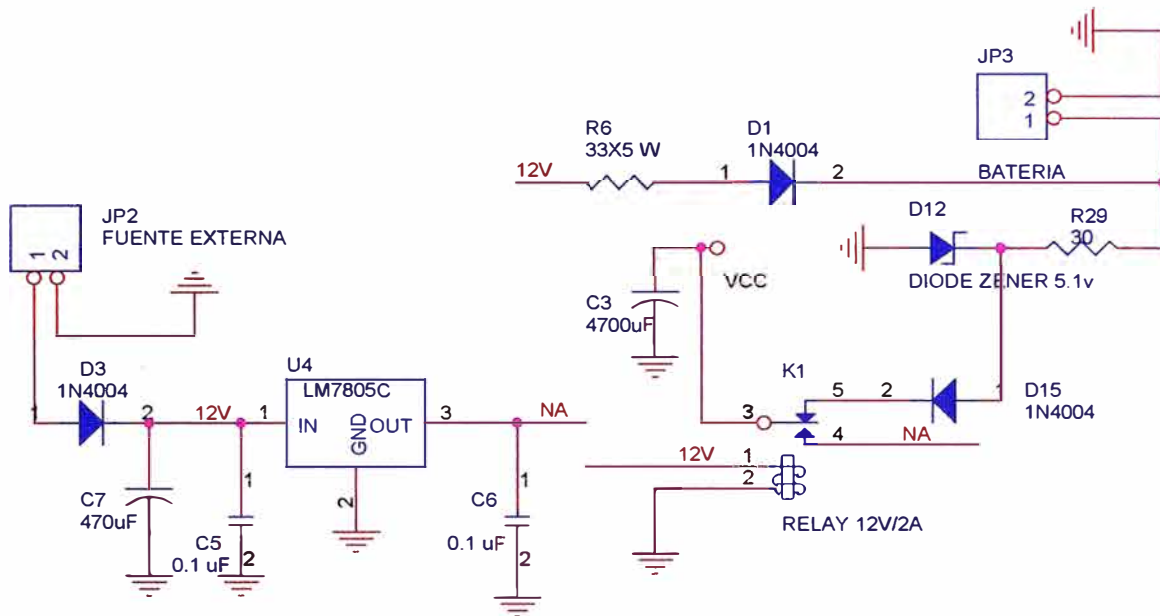 JP3
2
1
R6
33X5 W
D1
1N4004
12V
1
2
BATERIA
JP2
FUENTE EXTERNA
1
2
D12
R29
30
DIODE ZENER 5.1v
VCC
C3
4700uF
D3
1N4004
U4
LM7805C
K1
5
2
1
D15
1N4004
1
2
12V
1
IN
GND
OUT
3
NA
3
4
NA
12V
1
2
C7
470uF
1
C5
0.1 uF
2
2
C6
0.1 uF
1
2
RELAY 12V/2A